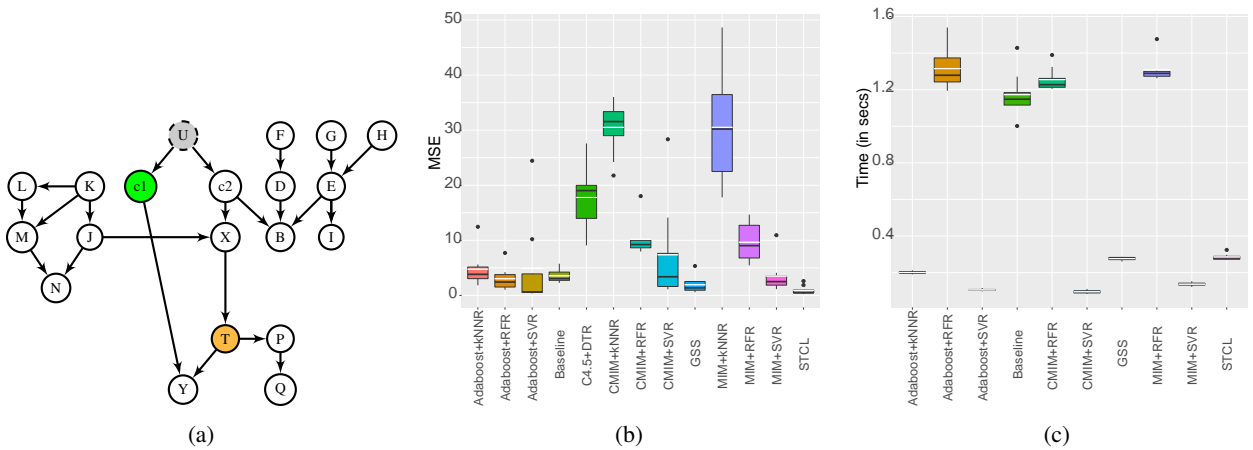 U
F
G
H
L
K
c1
c2
D
E
M
J
X
B
I
N
T
P
Y
Q
(a)
MSE
50
40
30
20
10
0
Adaboost+kNNR
Adaboost+RFR
Adaboost+SVR
Baseline
C4.5+DTR
CMIM+kNNR
CMIM+RFR
CMIM+SVR
GSS
MIM+kNNR
MIM+RFR
MIM+SVR
STCL
(b)
Time (in secs)
1.6
1.2
0.8
0.4
Adaboost+kNNR
Adaboost+RFR
Adaboost+SVR
Baseline
CMIM+RFR
CMIM+SVR
GSS
MIM+RFR
MIM+SVR
STCL
(c)